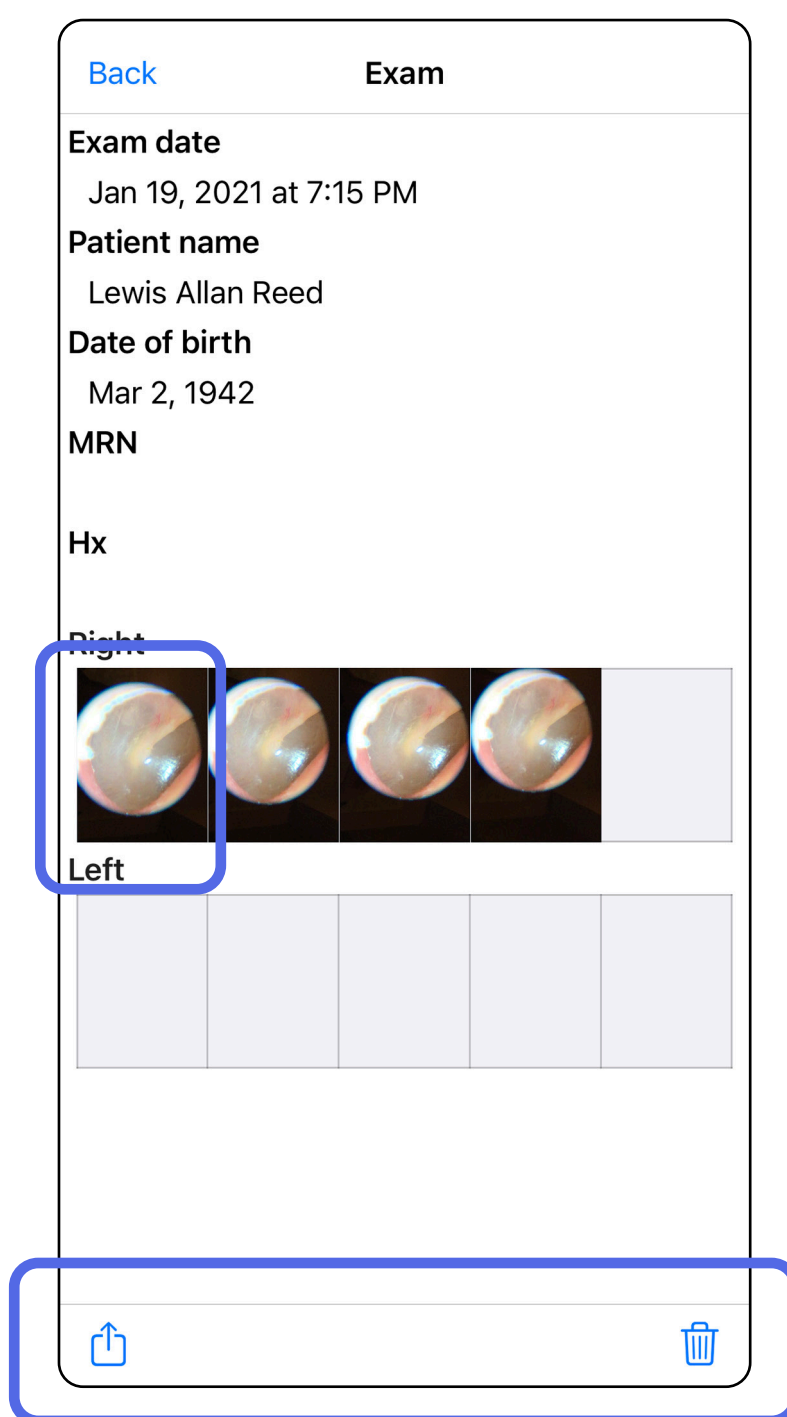 Back
Exam
Exam date
Jan 19, 2021 at 7:15 PM
Patient name
Lewis Allan Reed
Date of birth
Mar 2, 1942
MRN
Hx
Right
Left